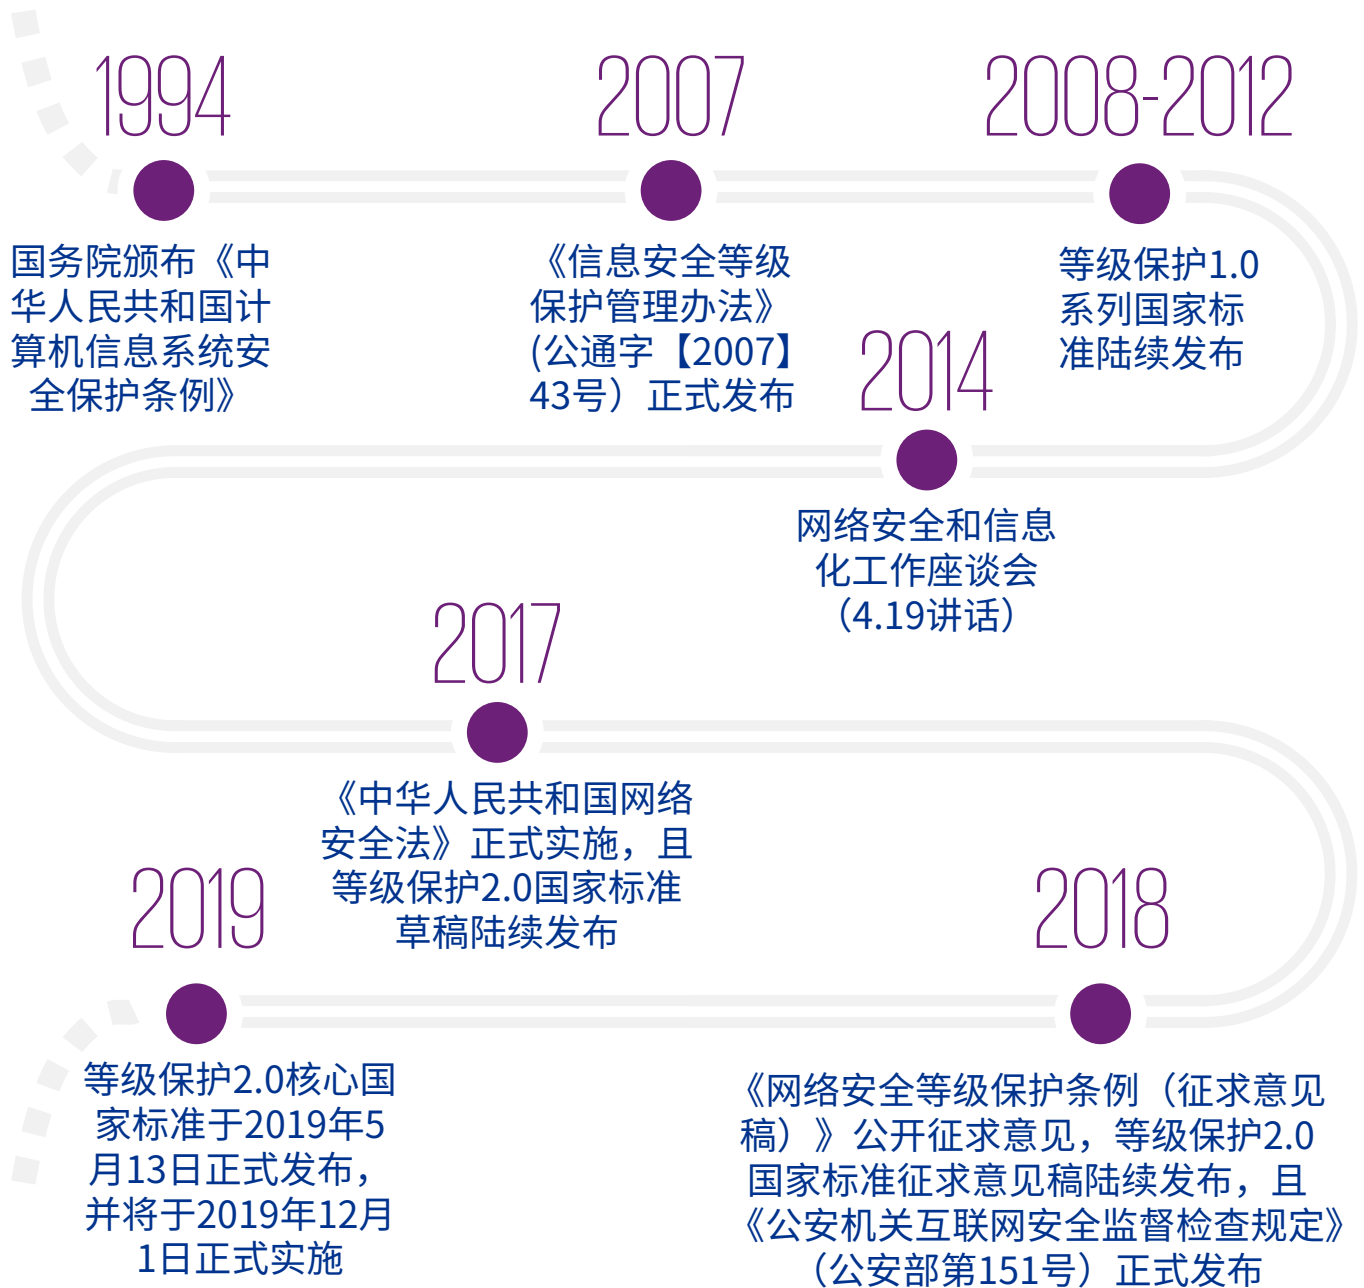 1994
国务院颁布《中
华人民共和国计
算机信息系统安
全保护条例》
2007
《信息安全等级
保护管理办法》
(公通字【2007】
43号）正式发布
2008-2012
等级保护1.0
系列国家标
准陆续发布
2014
网络安全和信息
化工作座谈会
（4.19讲话）
2017
《中华人民共和国网络
安全法》正式实施，且
等级保护2.0国家标准
草稿陆续发布
2018
《网络安全等级保护条例（征求意见
稿）》公开征求意见，等级保护2.0
国家标准征求意见稿陆续发布，且
《公安机关互联网安全监督检查规定》
（公安部第151号）正式发布
2019
等级保护2.0核心国
家标准于2019年5
月13日正式发布，
并将于2019年12月
1日正式实施